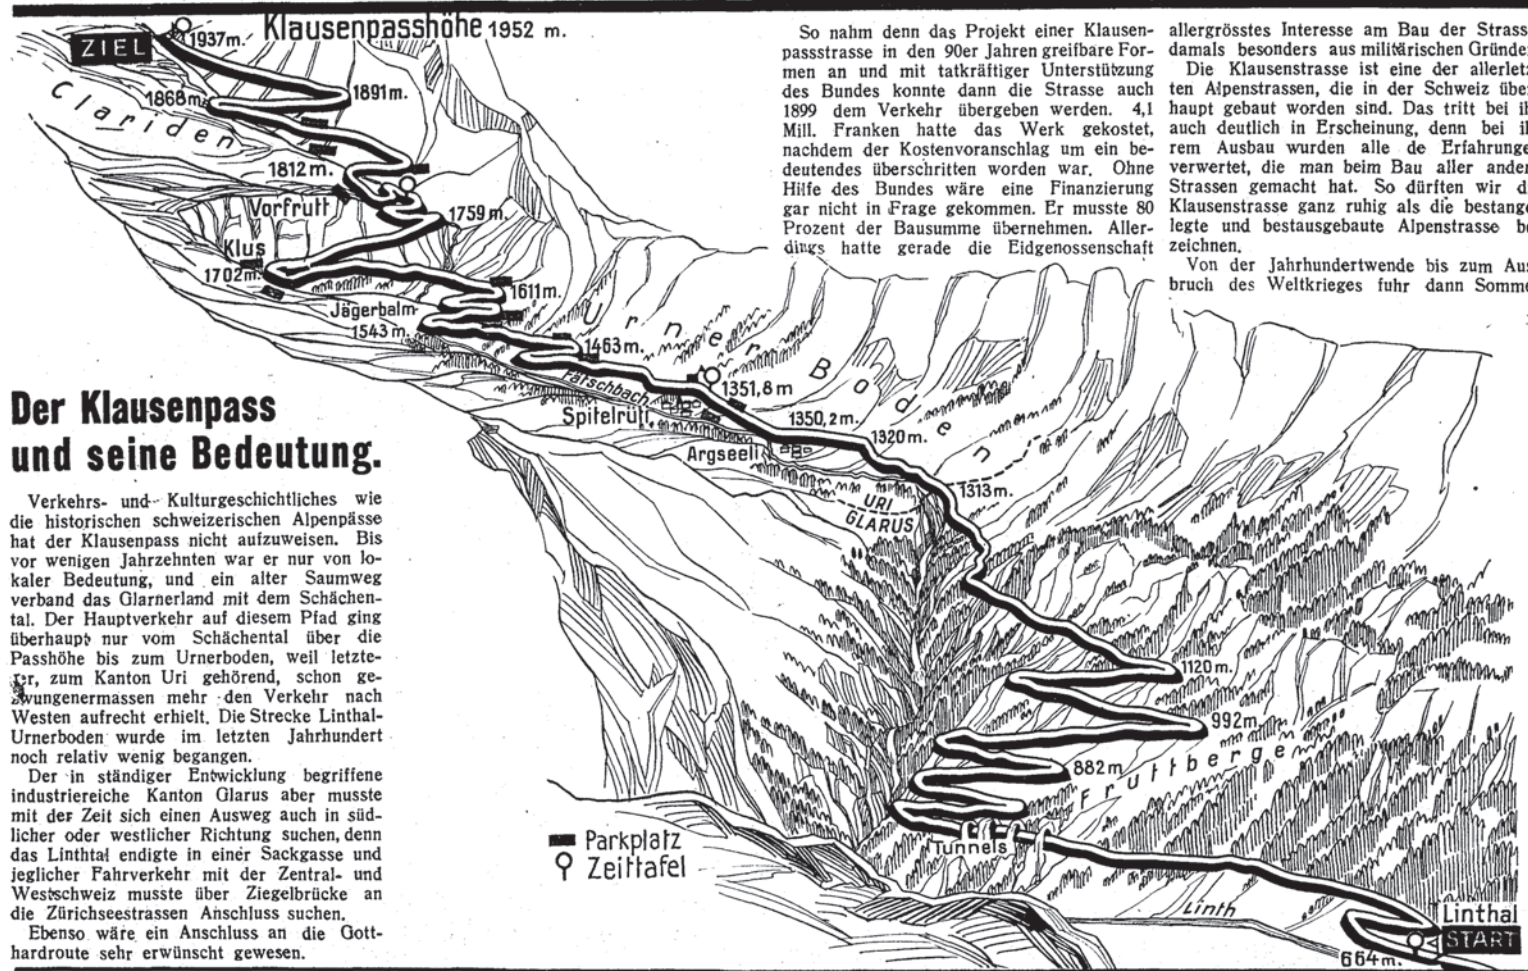 ZIEL
1937m.
Klausenpasshöhe 1952 m.
1868m.
1891m.
Clariden
1812m.
Vorfrutt
1759m.
Klus
1702m.
1611m.
Jägerbalm
1543m.
1463m.
Urner Boden
Fätschbach
1351,8m
Spitelrüti
1350,2m.
1320m.
Argseeli
1313m.
URI
GLARUS
1120m.
992m.
882m
Fruttberge
Tunnels
Linth
Linthal
START
664m.
Parkplatz
Zeittafel
Der Klausenpass
und seine Bedeutung.
Verkehrs- und Kulturgeschichtliches wie
die historischen schweizerischen Alpenpässe
hat der Klausenpass nicht aufzuweisen. Bis
vor wenigen Jahrzehnten war er nur von lo-
kaler Bedeutung, und ein alter Saumweg
verband das Glarnerland mit dem Schächen-
tal. Der Hauptverkehr auf diesem Pfad ging
überhaupt nur vom Schächental über die
Passhöhe bis zum Urnerboden, weil letzte-
rer, zum Kanton Uri gehörend, schon ge-
zwungenermassen mehr den Verkehr nach
Westen aufrecht erhielt. Die Strecke Linthal-
Urnerboden wurde im letzten Jahrhundert
noch relativ wenig begangen.
Der in ständiger Entwicklung begriffene
industriereiche Kanton Glarus aber musste
mit der Zeit sich einen Ausweg auch in süd-
licher oder westlicher Richtung suchen, denn
das Linthtal endigte in einer Sackgasse und
jeglicher Fahrverkehr mit der Zentral- und
Westschweiz musste über Ziegelbrücke an
die Zürichseestrassen Anschluss suchen.
Ebenso wäre ein Anschluss an die Gott-
hardroute sehr erwünscht gewesen.
So nahm denn das Projekt einer Klausen-
passstrasse in den 90er Jahren greifbare For-
men an und mit tatkräftiger Unterstützung
des Bundes konnte dann die Strasse auch
1899 dem Verkehr übergeben werden. 4,1
Mill. Franken hatte das Werk gekostet,
nachdem der Kostenvoranschlag um ein be-
deutendes überschritten worden war. Ohne
Hilfe des Bundes wäre eine Finanzierung
gar nicht in Frage gekommen. Er musste 80
Prozent der Bausumme übernehmen. Aller-
dings hatte gerade die Eidgenossenschaft
allergrösstes Interesse am Bau der Strass
damals besonders aus militärischen Gründe
Die Klausenstrasse ist eine der allerletz
ten Alpenstrassen, die in der Schweiz über
haupt gebaut worden sind. Das tritt bei ih
auch deutlich in Erscheinung, denn bei ih
rem Ausbau wurden alle de Erfahrunge
verwertet, die man beim Bau aller ander
Strassen gemacht hat. So dürften wir d
Klausenstrasse ganz ruhig als die bestange
legte und bestausgebaute Alpenstrasse be
zeichnen.
Von der Jahrhundertwende bis zum Aus
bruch des Weltkrieges fuhr dann Somme